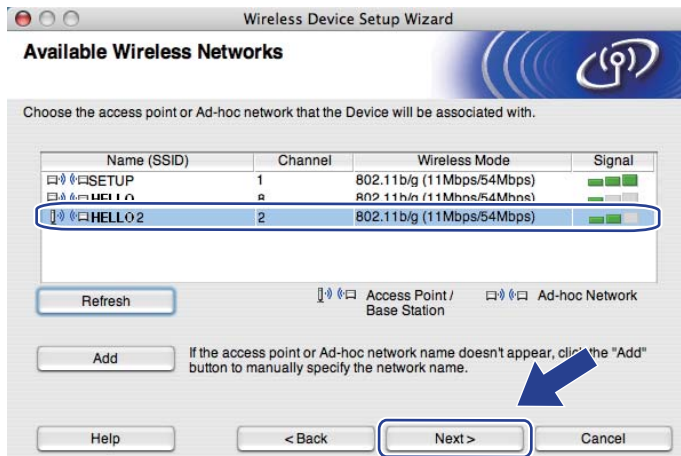 Wireless Device Setup Wizard
Available Wireless Networks
Choose the access point or Ad-hoc network that the Device will be associated with.
Name (SSID) Channel Wireless Mode Signal
SETUP 1 802.11b/g (11Mbps/54Mbps)
HELLO 8 802.11b/g (11Mbps/54Mbps)
HELLO 2 2 802.11b/g (11Mbps/54Mbps)
Refresh
Access Point /
Base Station
Ad-hoc Network
Add
If the access point or Ad-hoc network name doesn't appear, click the "Add"
button to manually specify the network name.
Help < Back Next > Cancel